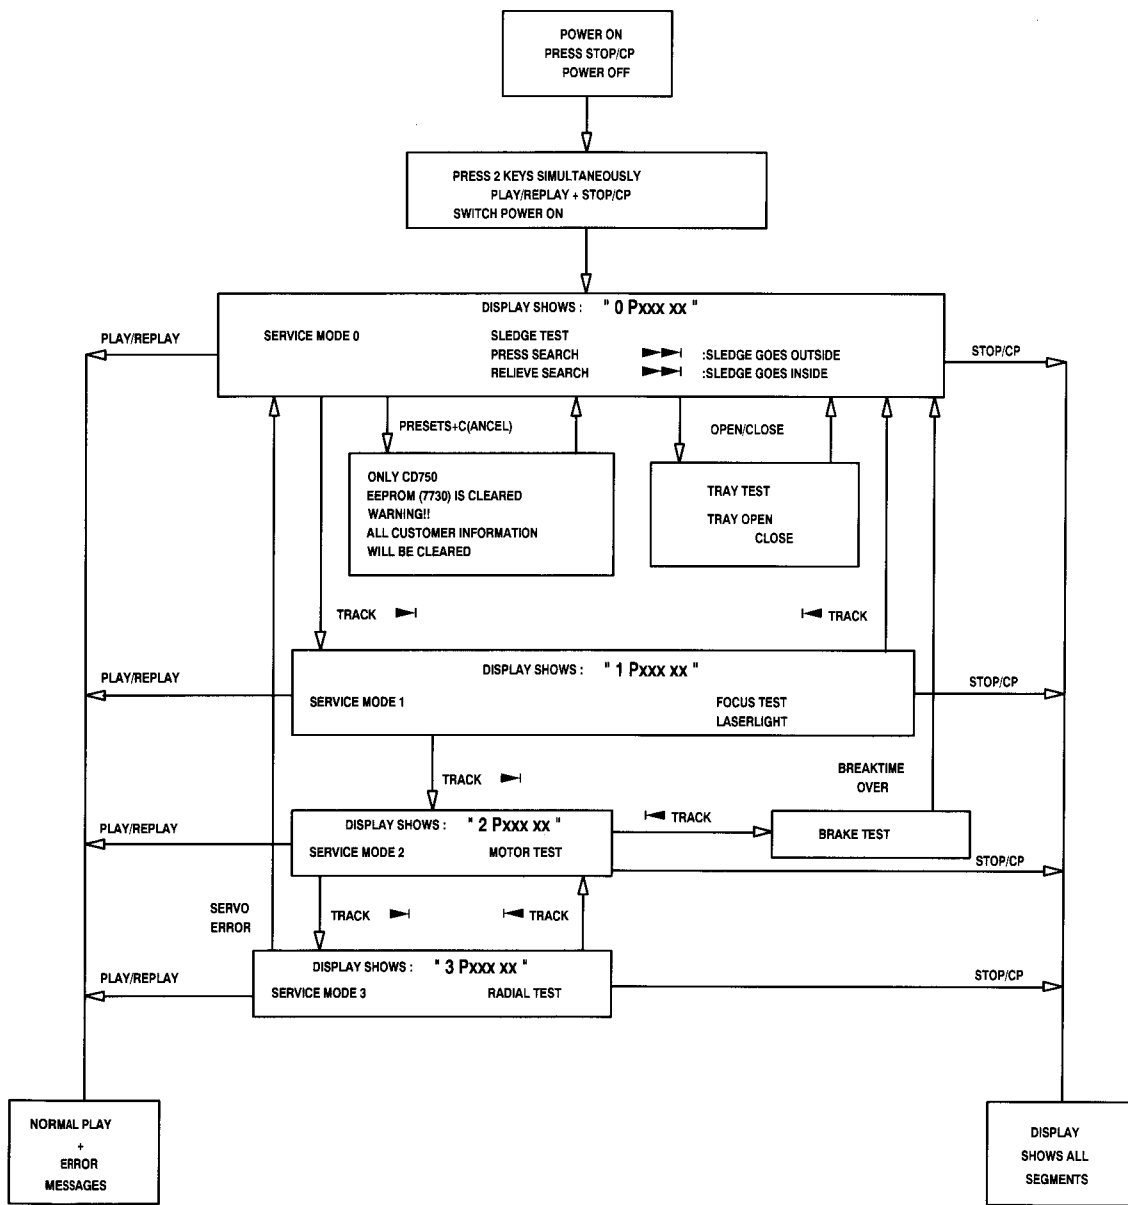 POWER ON
PRESS STOP/CP
POWER OFF
PRESS 2 KEYS SIMULTANEOUSLY
PLAY/REPLAY + STOP/CP
SWITCH POWER ON
DISPLAY SHOWS : " 0 Pxxx xx "
PLAY/REPLAY
SERVICE MODE 0
SLEDGE TEST
PRESS SEARCH :SLEDGE GOES OUTSIDE
RELIEVE SEARCH :SLEDGE GOES INSIDE
STOP/CP
PRESETS+C(ANCEL)
OPEN/CLOSE
ONLY CD750
EEPROM (7730) IS CLEARED
WARNING!!
ALL CUSTOMER INFORMATION
WILL BE CLEARED
TRAY TEST
TRAY OPEN
CLOSE
TRACK
TRACK
DISPLAY SHOWS : " 1 Pxxx xx "
PLAY/REPLAY
SERVICE MODE 1
FOCUS TEST
LASERLIGHT
STOP/CP
TRACK
BREAKTIME
OVER
DISPLAY SHOWS : " 2 Pxxx xx "
PLAY/REPLAY
SERVICE MODE 2
MOTOR TEST
TRACK
BRAKE TEST
STOP/CP
SERVO
ERROR
TRACK
TRACK
DISPLAY SHOWS : " 3 Pxxx xx "
PLAY/REPLAY
SERVICE MODE 3
RADIAL TEST
STOP/CP
NORMAL PLAY
+
ERROR
MESSAGES
DISPLAY
SHOWS ALL
SEGMENTS